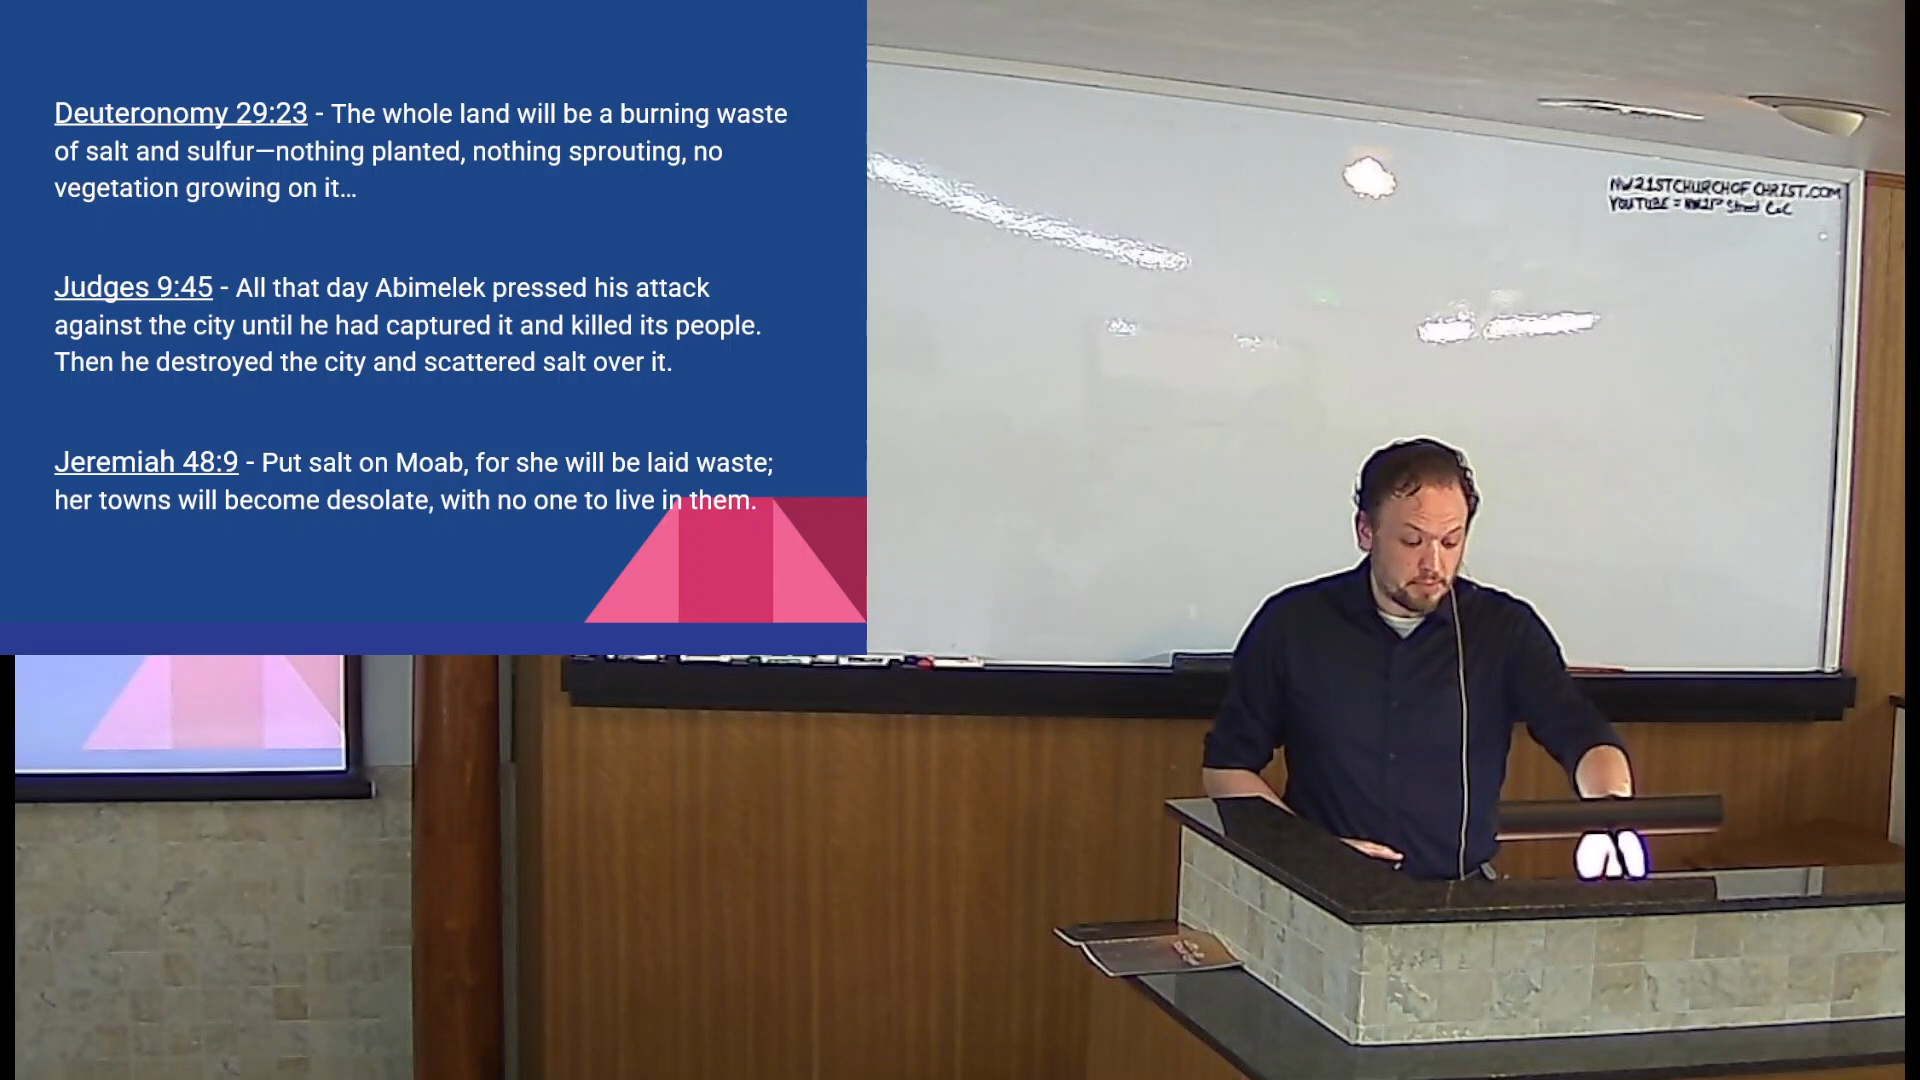 Deuteronomy 29:23 - The whole land will be a burning waste
of salt and sulfur—nothing planted, nothing sprouting, no
vegetation growing on it...
Judges 9:45 - All that day Abimelek pressed his attack
against the city until he had captured it and killed its people.
Then he destroyed the city and scattered salt over it.
Jeremiah 48:9 - Put salt on Moab, for she will be laid waste;
her towns will become desolate, with no one to live in them.
NW21STCHURCHOFCHRIST.COM
YOUTUBE = NW21st Street CoC